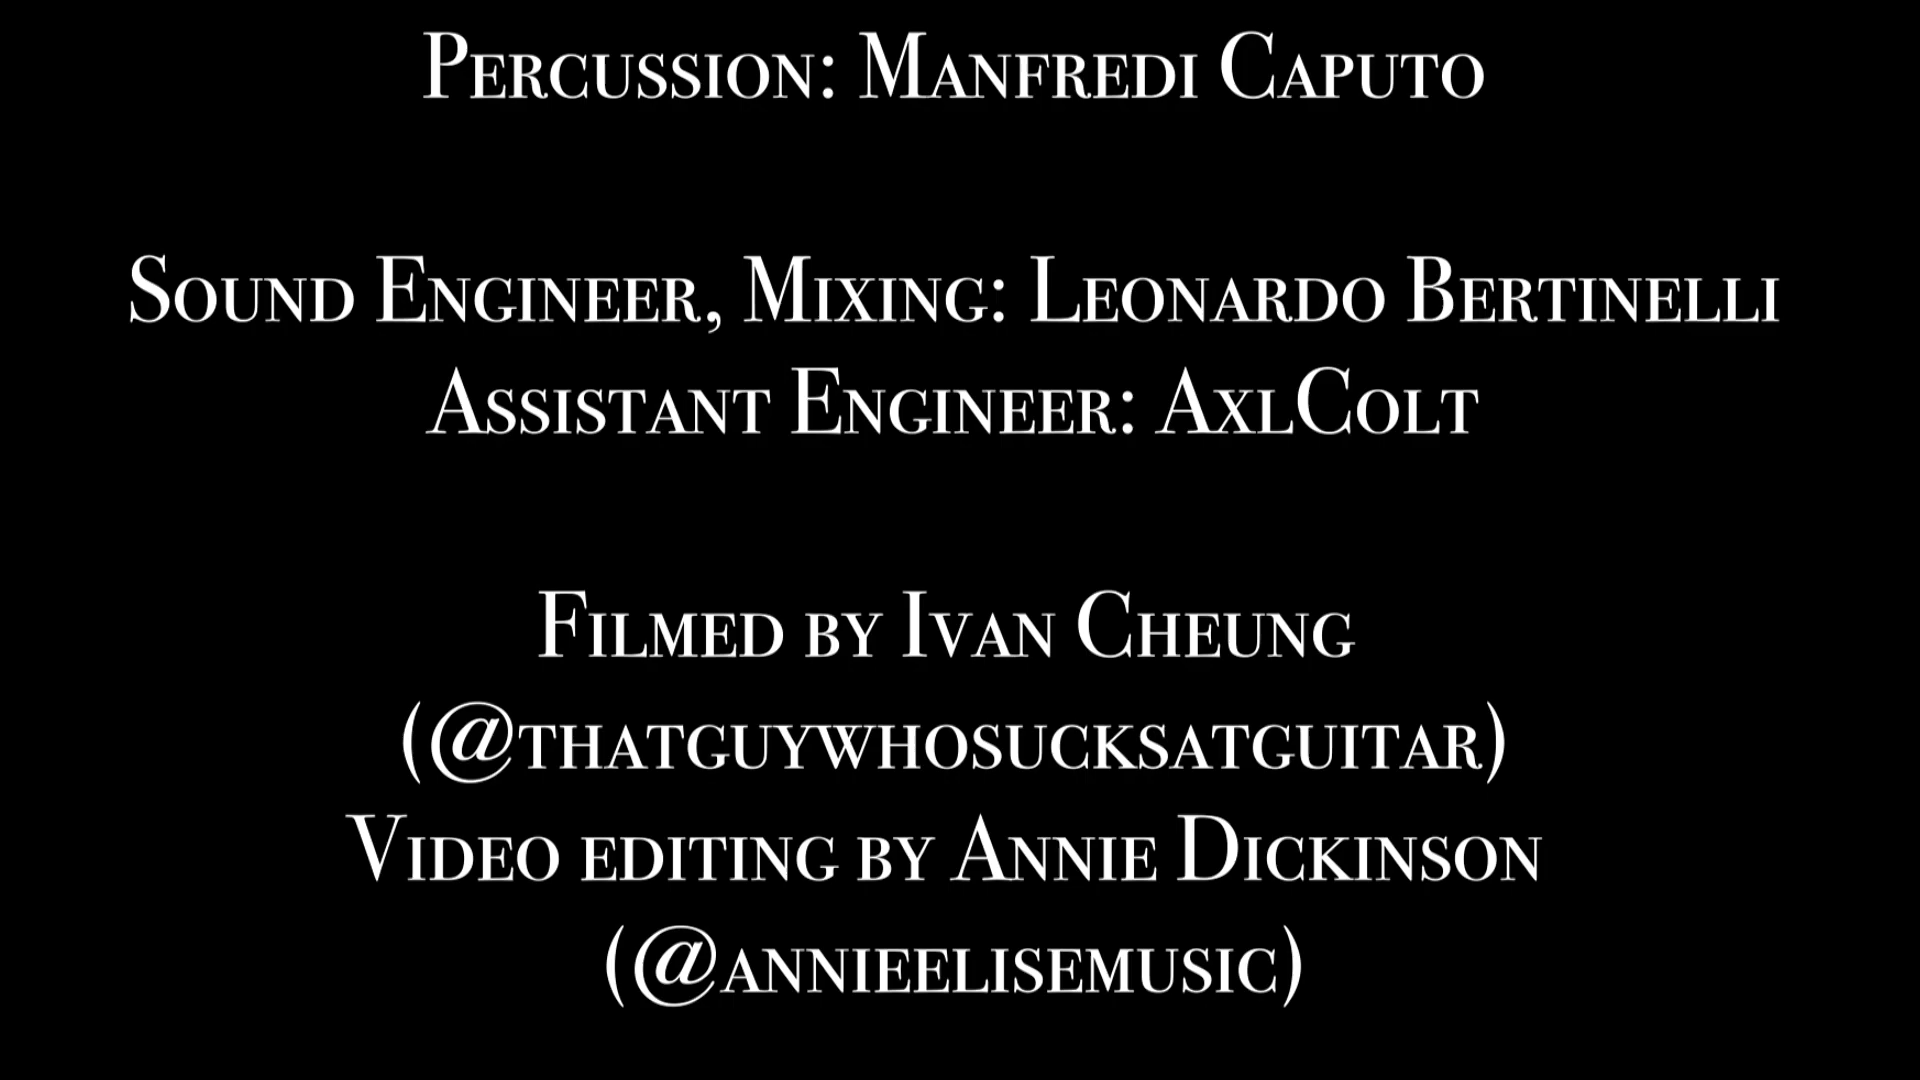 Percussion: Manfredi Caputo
Sound Engineer, Mixing: Leonardo Bertinelli
Assistant Engineer: AxlColt
Filmed by Ivan Cheung
(@thatguywhosucksatguitar)
Video editing by Annie Dickinson
(@annieelisemusic)